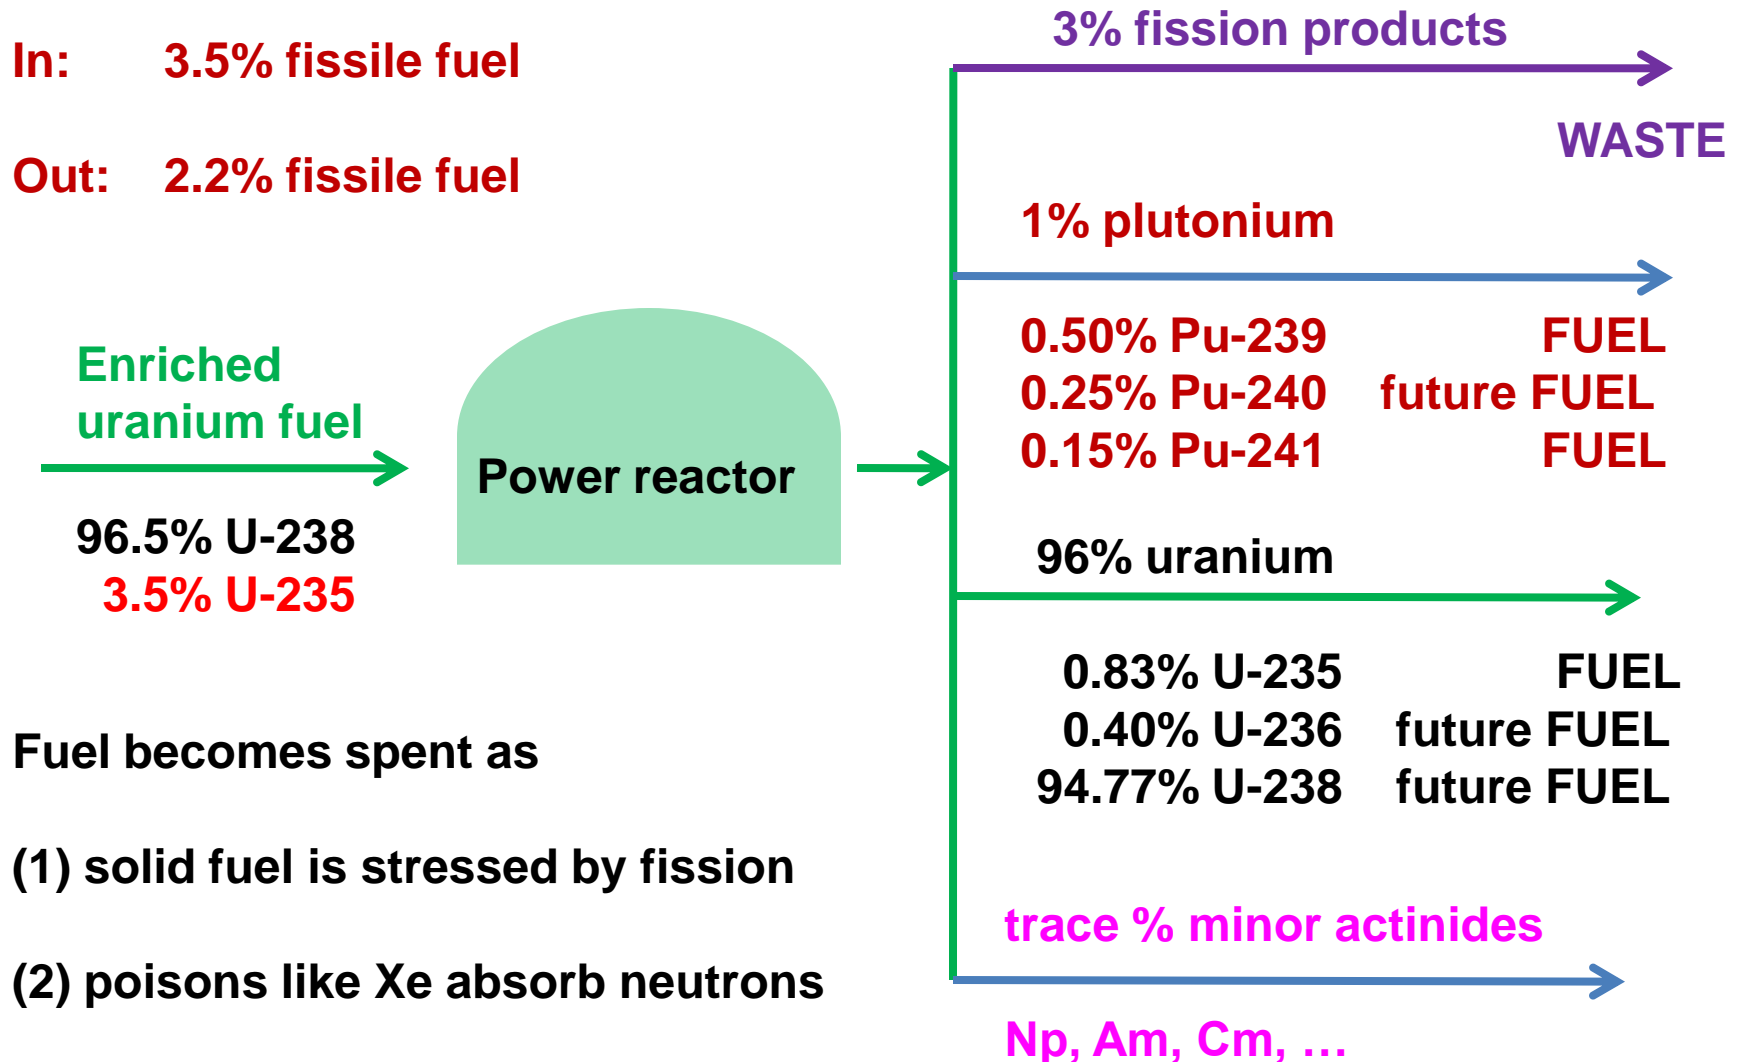 In: 3.5% fissile fuel
Out: 2.2% fissile fuel
Enriched
uranium fuel
96.5% U-238
3.5% U-235
Power reactor
Fuel becomes spent as
(1) solid fuel is stressed by fission
(2) poisons like Xe absorb neutrons
3% fission products
WASTE
1% plutonium
0.50% Pu-239 FUEL
0.25% Pu-240 future FUEL
0.15% Pu-241 FUEL
96% uranium
0.83% U-235 FUEL
0.40% U-236 future FUEL
94.77% U-238 future FUEL
trace % minor actinides
Np, Am, Cm, …